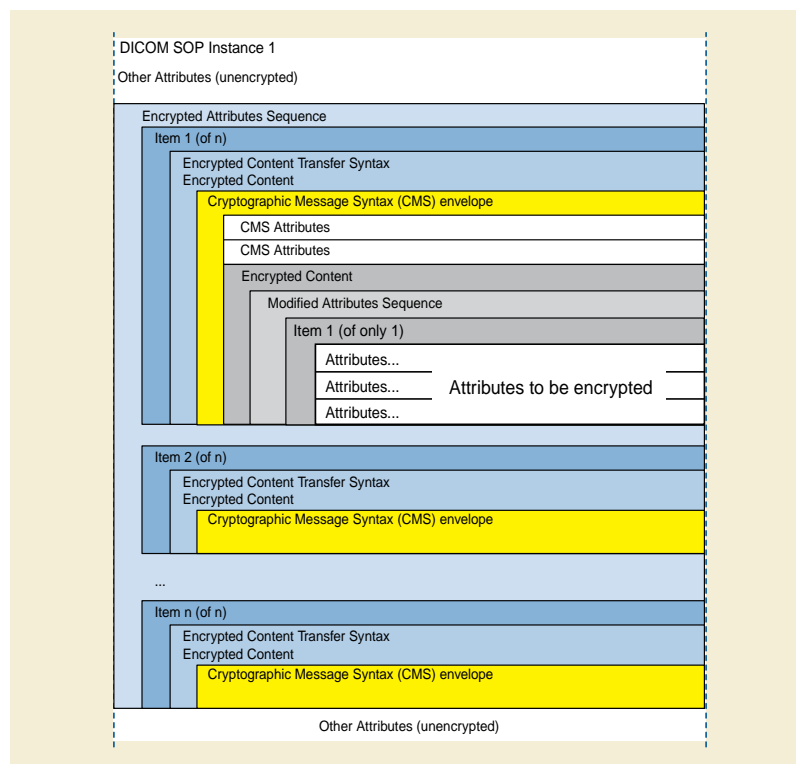 DICOM SOP Instance 1
Other Attributes (unencrypted)
Encrypted Attributes Sequence
Item 1 (of n)
Encrypted Content Transfer Syntax
Encrypted Content
Cryptographic Message Syntax (CMS) envelope
CMS Attributes
CMS Attributes
Encrypted Content
Modified Attributes Sequence
Item 1 (of only 1)
Attributes...
Attributes... Attributes to be encrypted
Attributes...
Item 2 (of n)
Encrypted Content Transfer Syntax
Encrypted Content
Cryptographic Message Syntax (CMS) envelope
...
Item n (of n)
Encrypted Content Transfer Syntax
Encrypted Content
Cryptographic Message Syntax (CMS) envelope
Other Attributes (unencrypted)